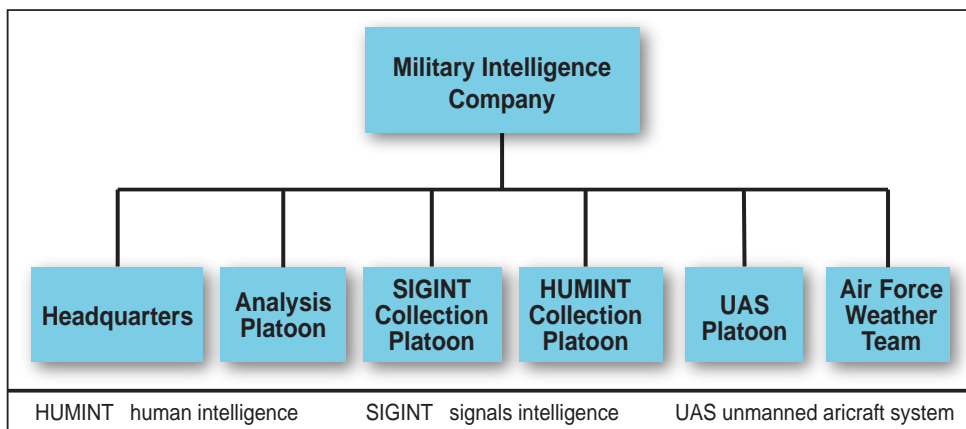 Military Intelligence
Company
Headquarters
Analysis
Platoon
SIGINT
Collection
Platoon
HUMINT
Collection
Platoon
UAS
Platoon
Air Force
Weather
Team
HUMINT human intelligence SIGINT signals intelligence UAS unmanned aricraft system